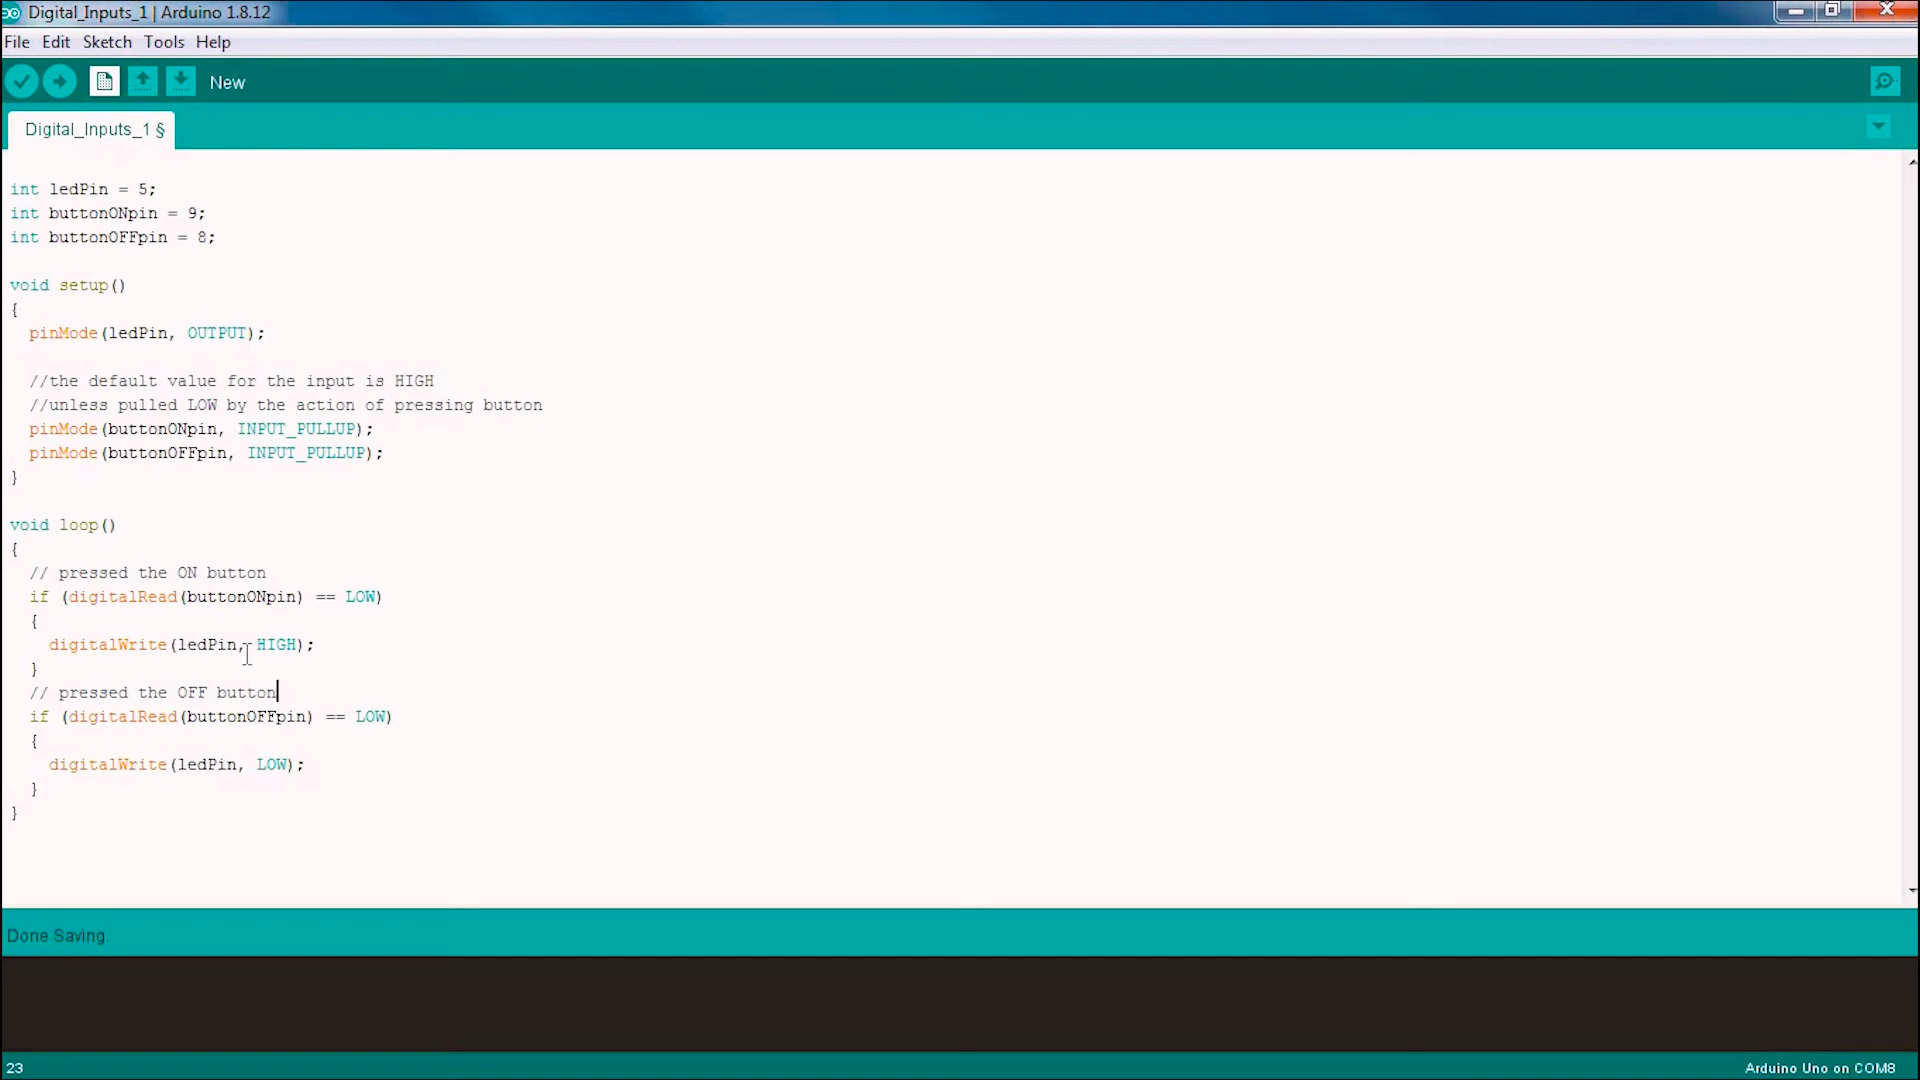 Digital_Inputs_1 | Arduino 1.8.12
File Edit Sketch Tools Help
New
Digital_Inputs_1 §
int ledPin = 5;
int buttonONpin = 9;
int buttonOFFpin = 8;
void setup()
{
pinMode(ledPin, OUTPUT);
//the default value for the input is HIGH
//unless pulled LOW by the action of pressing button
pinMode(buttonONpin, INPUT_PULLUP);
pinMode(buttonOFFpin, INPUT_PULLUP);
}
void loop()
{
// pressed the ON button
if (digitalRead(buttonONpin) == LOW)
{
digitalWrite(ledPin, HIGH);
}
// pressed the OFF button
if (digitalRead(buttonOFFpin) == LOW)
{
digitalWrite(ledPin, LOW);
}
}
Done Saving.
23
Arduino Uno on COM8